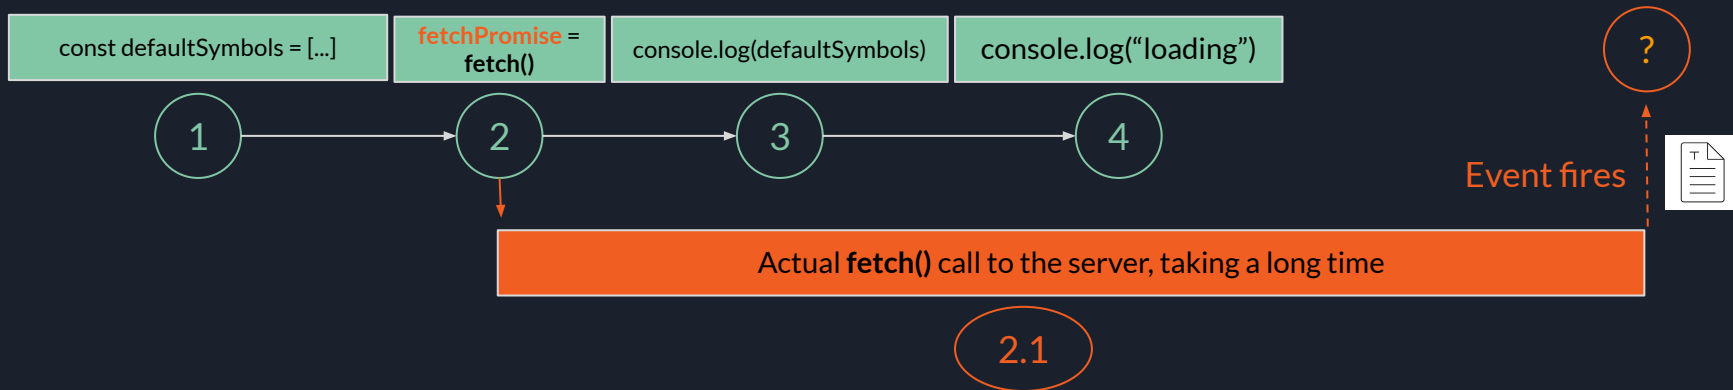 const defaultSymbols = [...]
fetchPromise =
fetch()
console.log(defaultSymbols)
console.log(“loading”)
?
1
2
3
4
Event fires
T
Actual fetch() call to the server, taking a long time
2.1